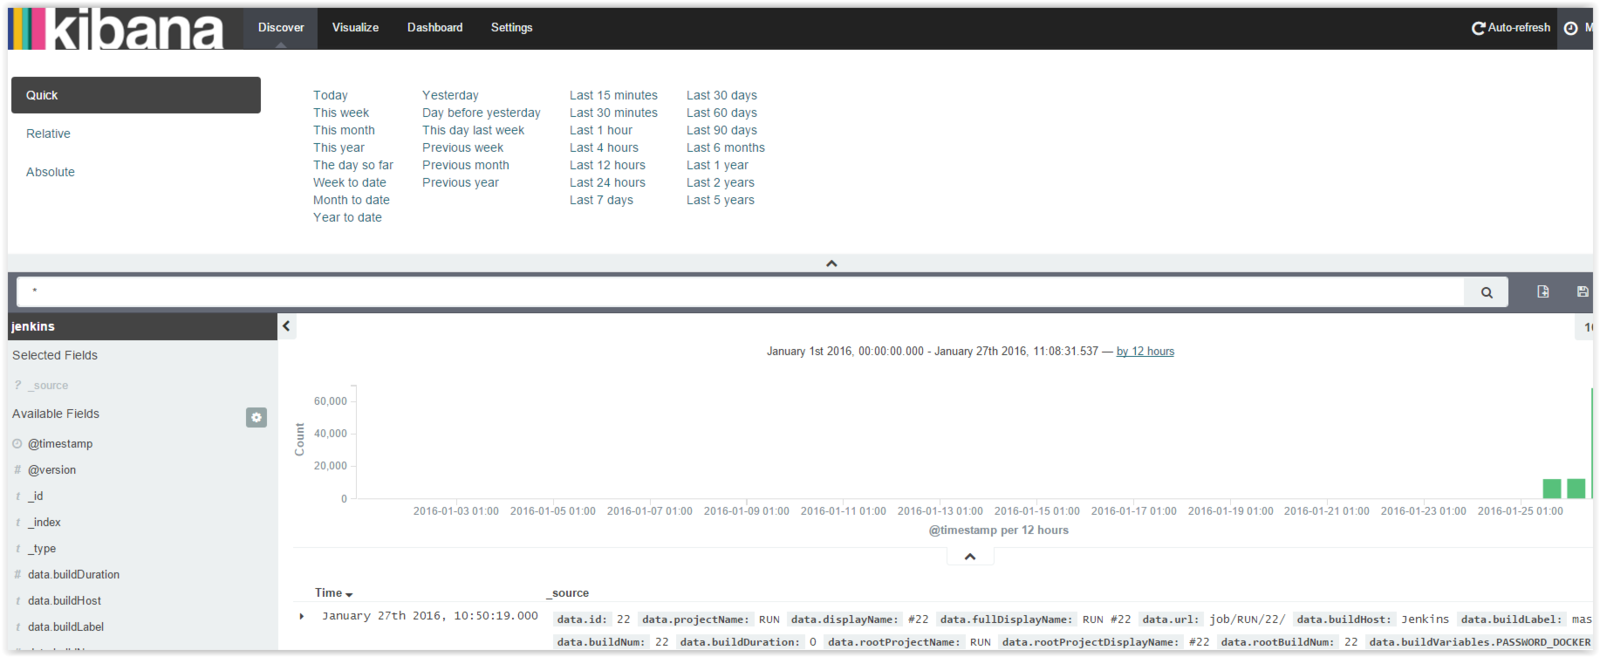 kibana Discover Visualize Dashboard Settings Auto-refresh
Quick
Relative
Absolute
Today
This week
This month
This year
The day so far
Week to date
Month to date
Year to date
Yesterday
Day before yesterday
This day last week
Previous week
Previous month
Previous year
Last 15 minutes
Last 30 minutes
Last 1 hour
Last 4 hours
Last 12 hours
Last 24 hours
Last 7 days
Last 30 days
Last 60 days
Last 90 days
Last 6 months
Last 1 year
Last 2 years
Last 5 years
*
jenkins
Selected Fields
? _source
Available Fields
@timestamp
# @version
t _id
t _index
t _type
# data.buildDuration
t data.buildHost
t data.buildLabel
January 1st 2016, 00:00:00.000 - January 27th 2016, 11:08:31.537 — by 12 hours
Count
60,000
40,000
20,000
0
2016-01-03 01:00 2016-01-05 01:00 2016-01-07 01:00 2016-01-09 01:00 2016-01-11 01:00 2016-01-13 01:00 2016-01-15 01:00 2016-01-17 01:00 2016-01-19 01:00 2016-01-21 01:00 2016-01-23 01:00 2016-01-25 01:00
@timestamp per 12 hours
Time _source
January 27th 2016, 10:50:19.000 data.id: 22 data.projectName: RUN data.displayName: #22 data.fullDisplayName: RUN #22 data.url: job/RUN/22/ data.buildHost: Jenkins data.buildLabel: mas
data.buildNum: 22 data.buildDuration: 0 data.rootProjectName: RUN data.rootProjectDisplayName: #22 data.rootBuildNum: 22 data.buildVariables.PASSWORD_DOCKER